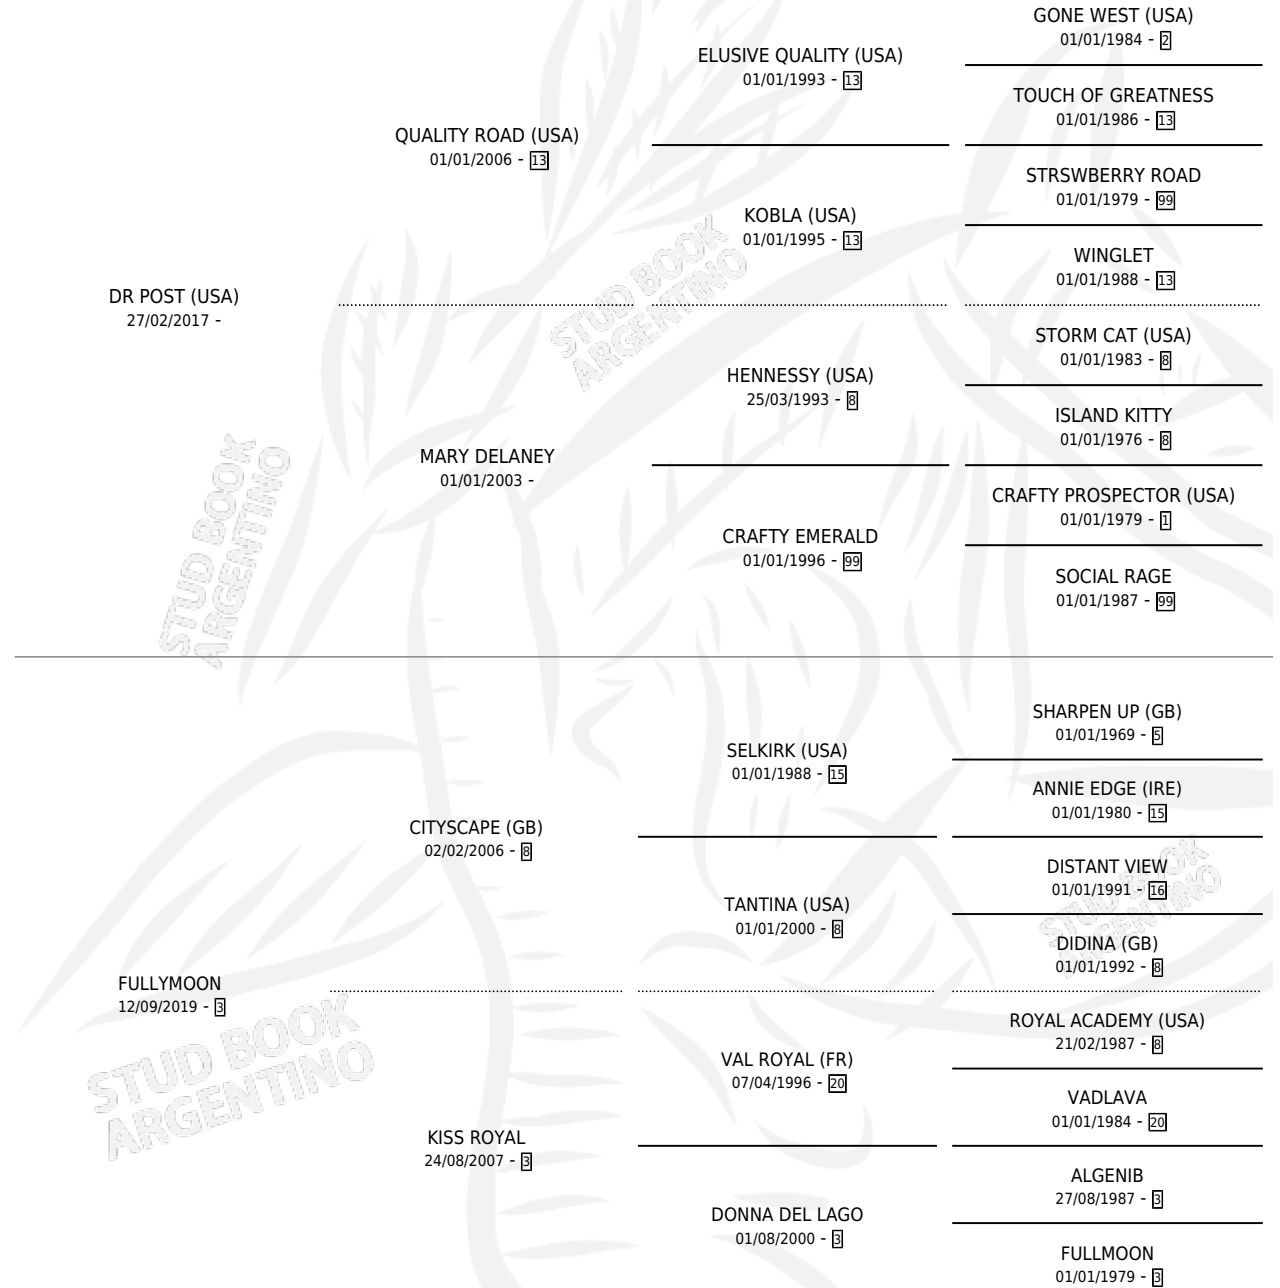 GONE WEST (USA)
01/01/1984 - 2
ELUSIVE QUALITY (USA)
01/01/1993 - 13
TOUCH OF GREATNESS
01/01/1986 - 13
QUALITY ROAD (USA)
01/01/2006 - 13
STRSWBERRY ROAD
01/01/1979 - 99
KOBLA (USA)
01/01/1995 - 13
WINGLET
01/01/1988 - 13
DR POST (USA)
27/02/2017 -
STORM CAT (USA)
01/01/1983 - 8
HENNESSY (USA)
25/03/1993 - 8
ISLAND KITTY
01/01/1976 - 8
MARY DELANEY
01/01/2003 -
CRAFTY PROSPECTOR (USA)
01/01/1979 - 1
CRAFTY EMERALD
01/01/1996 - 99
SOCIAL RAGE
01/01/1987 - 99
SHARPEN UP (GB)
01/01/1969 - 5
SELKIRK (USA)
01/01/1988 - 15
ANNIE EDGE (IRE)
01/01/1980 - 15
CITYSCAPE (GB)
02/02/2006 - 8
DISTANT VIEW
01/01/1991 - 16
TANTINA (USA)
01/01/2000 - 8
DIDINA (GB)
01/01/1992 - 8
FULLYMOON
12/09/2019 - 3
ROYAL ACADEMY (USA)
21/02/1987 - 8
VAL ROYAL (FR)
07/04/1996 - 20
VADLAVA
01/01/1984 - 20
KISS ROYAL
24/08/2007 - 3
ALGENIB
27/08/1987 - 3
DONNA DEL LAGO
01/08/2000 - 3
FULLMOON
01/01/1979 - 3
STUD BOOK
ARGENTINO
STUD BOOK
ARGENTINO
STUD BOOK
ARGENTINO
STUD BOOK
ARGENTINO